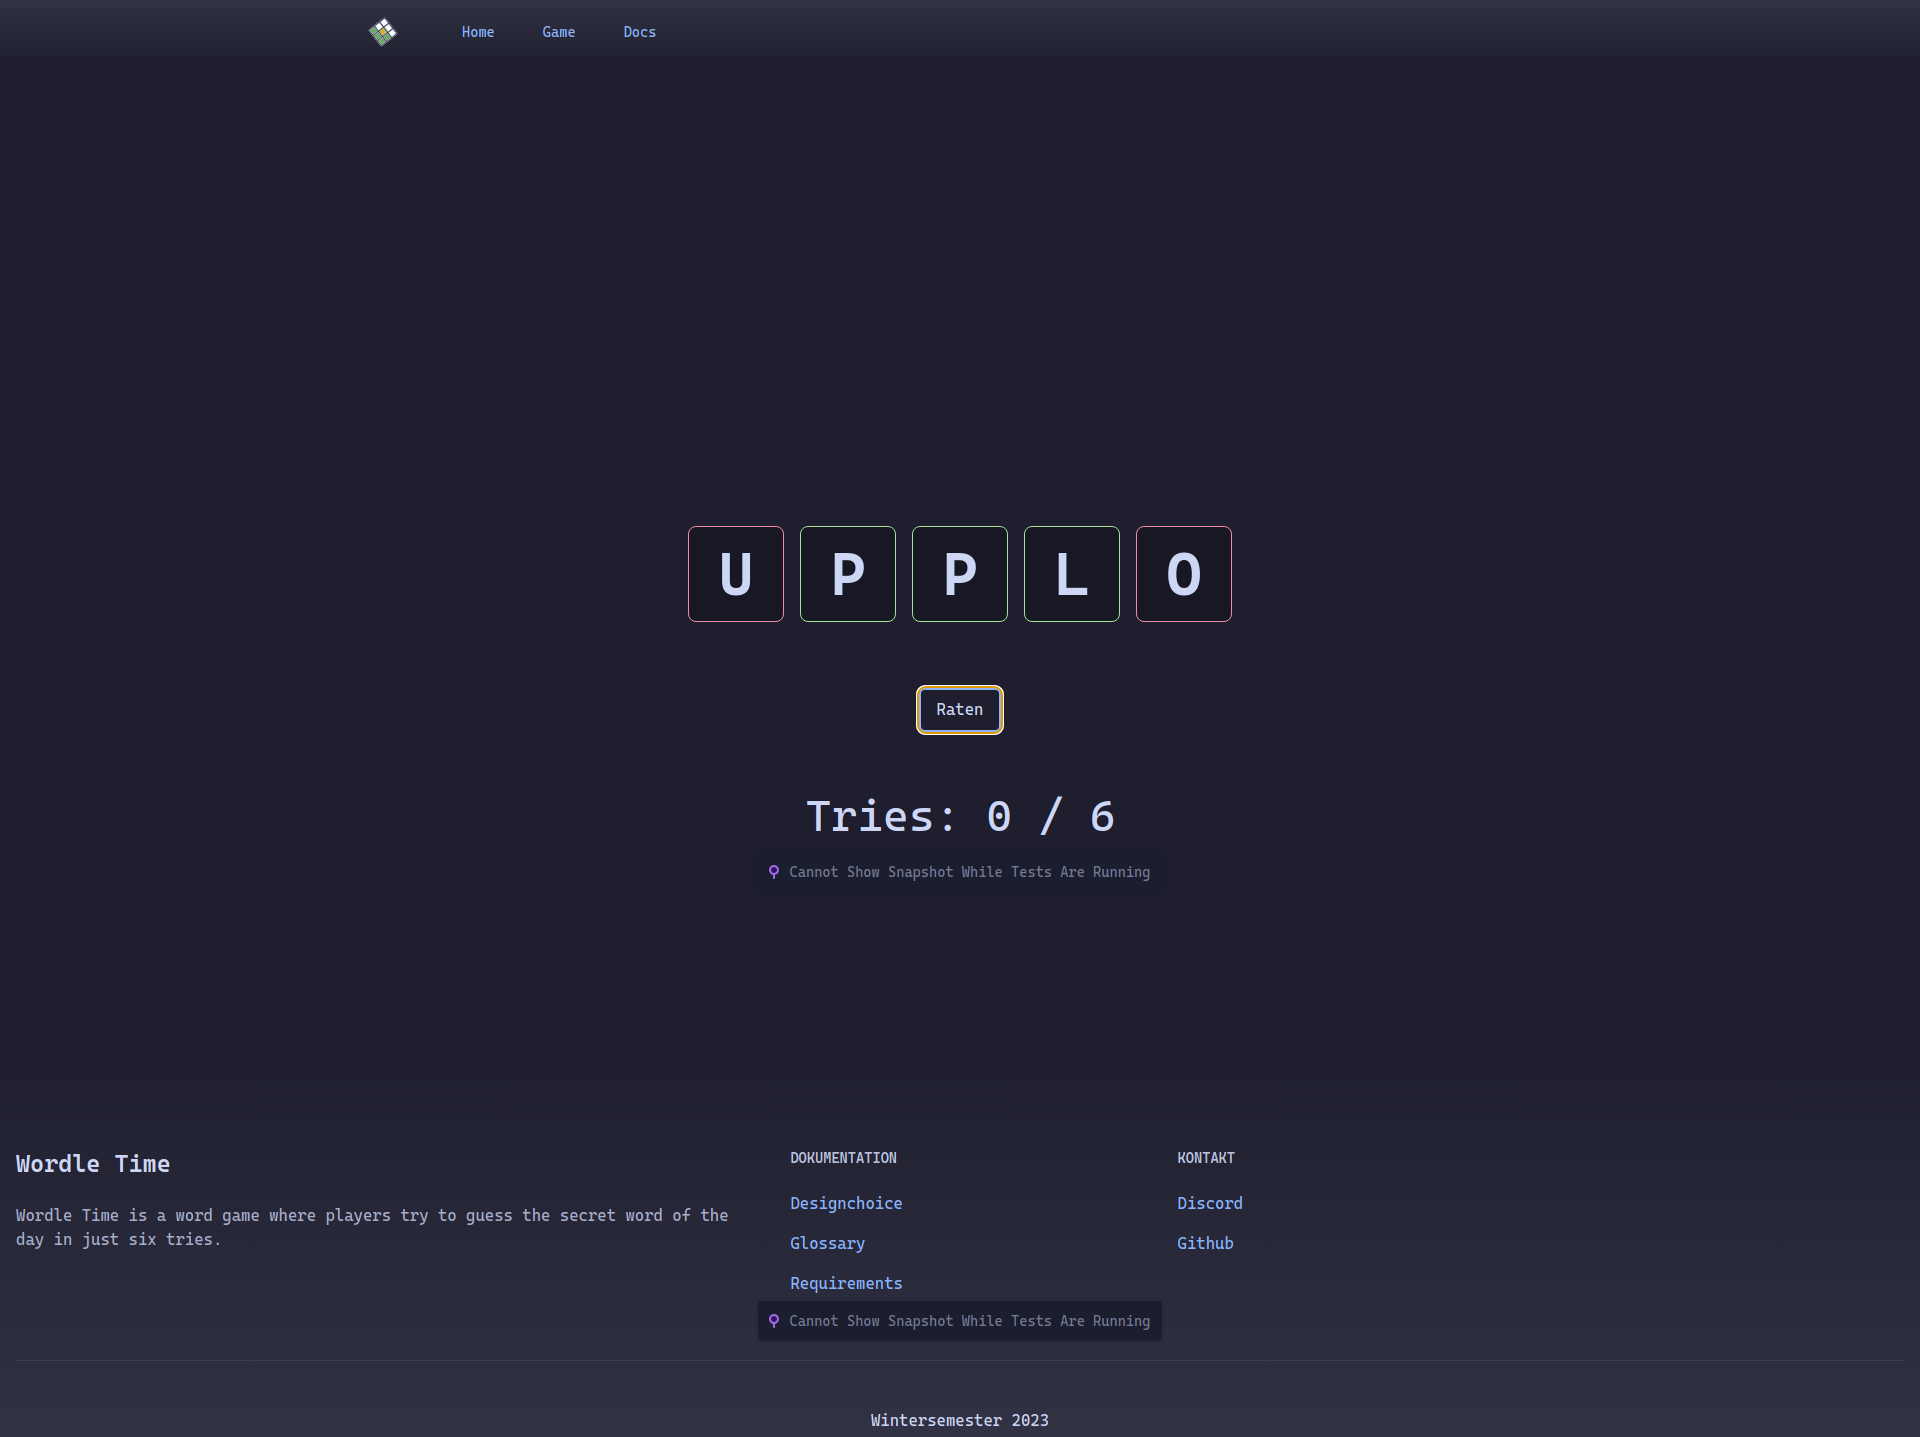 Home Game Docs
U P P L O
Raten
Tries: 0 / 6
Cannot Show Snapshot While Tests Are Running
Wordle Time
Wordle Time is a word game where players try to guess the secret word of the
day in just six tries.
DOKUMENTATION
Designchoice
Glossary
Requirements
KONTAKT
Discord
Github
Cannot Show Snapshot While Tests Are Running
Wintersemester 2023